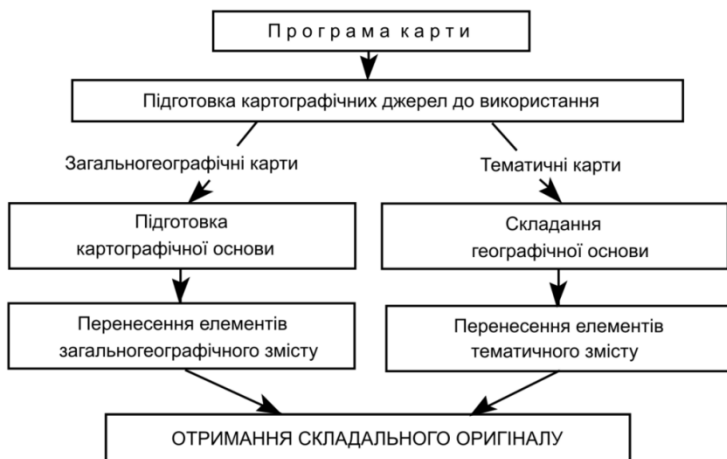 Програма карти
Підготовка картографічних джерел до використання
Загальногеографічні карти
Тематичні карти
Підготовка
картографічної основи
Складання
географічної основи
Перенесення елементів
загальногеографічного змісту
Перенесення елементів
тематичного змісту
ОТРИМАННЯ СКЛАДАЛЬНОГО ОРИГІНАЛУ